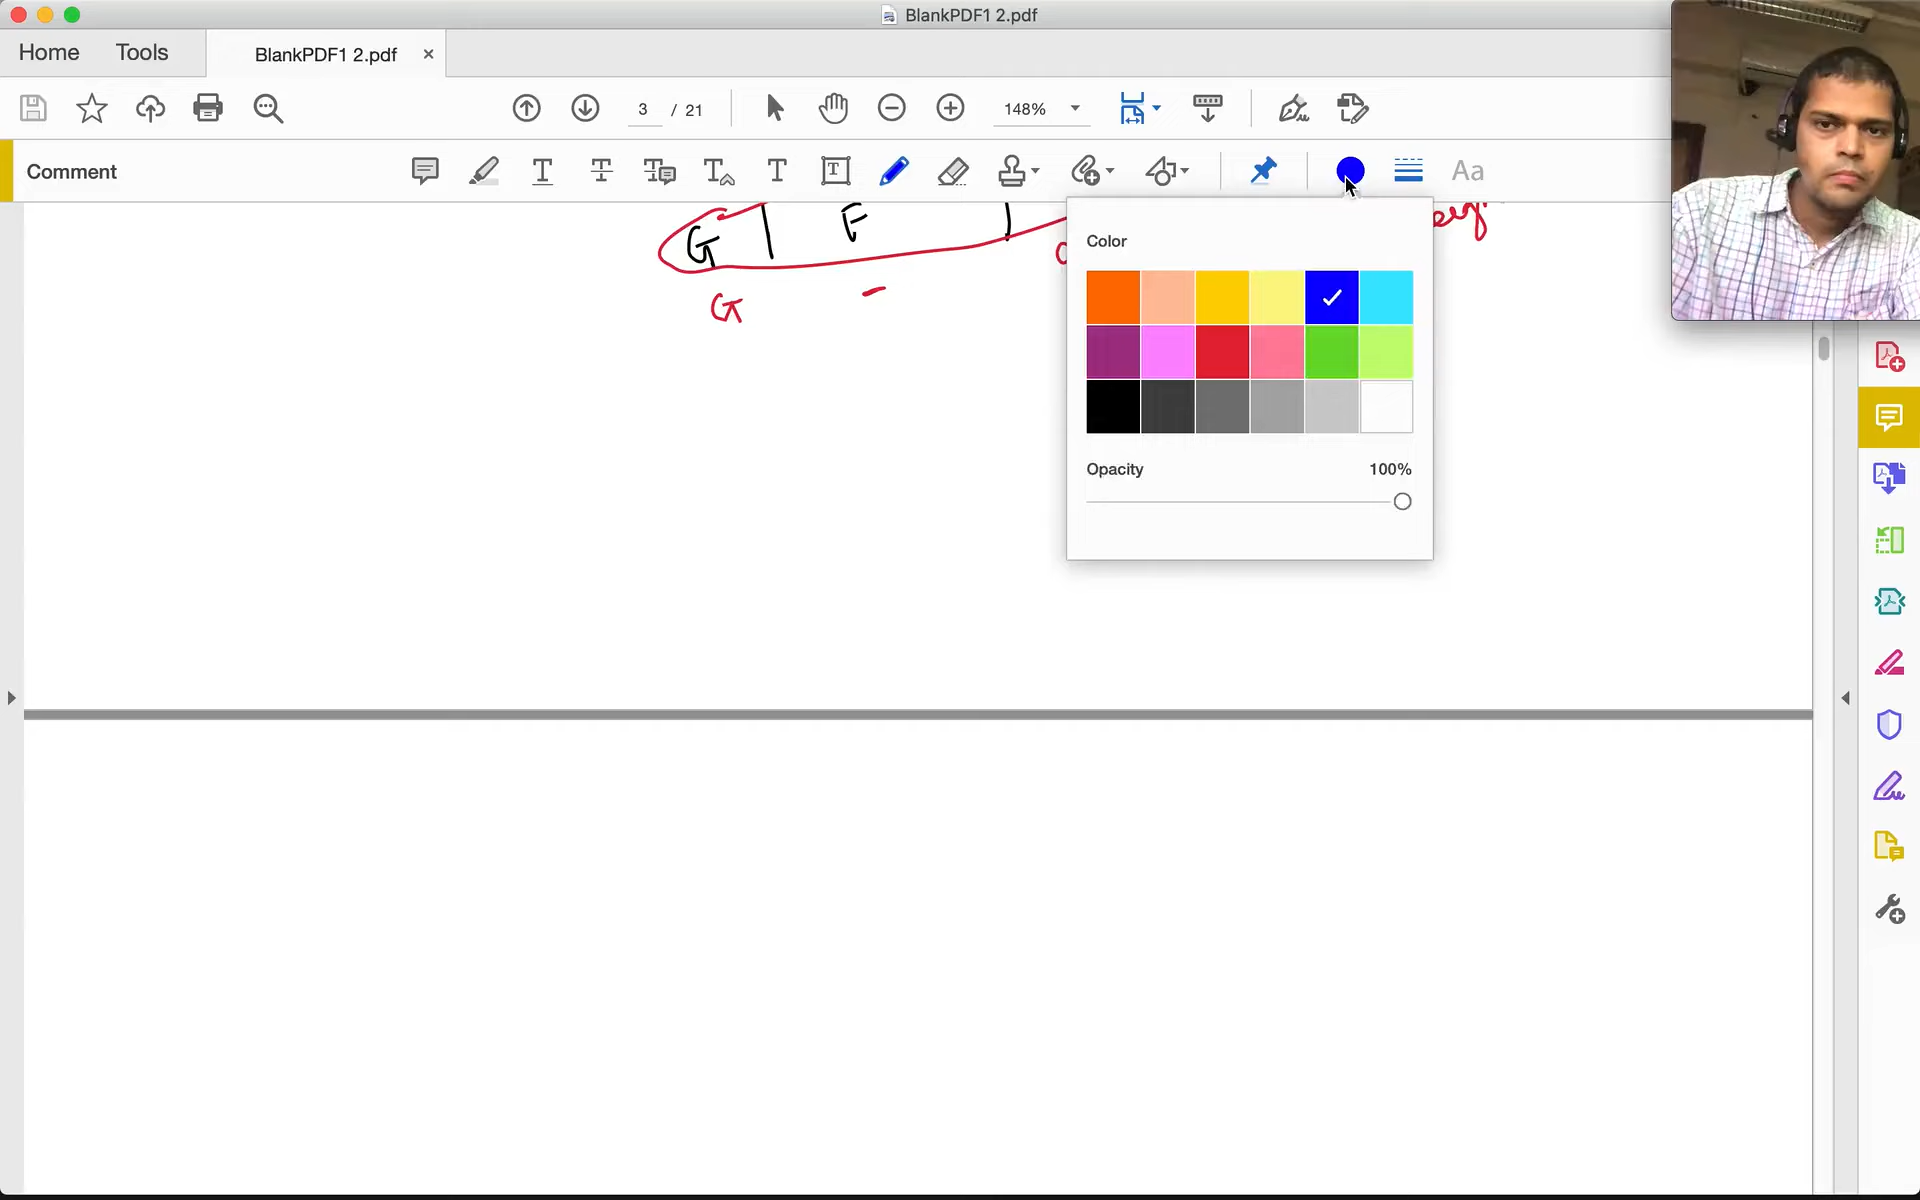 BlankPDF1 2.pdf
Home Tools BlankPDF1 2.pdf ×
3 / 21 148%
Comment Aa
G F
G
Color
Opacity 100%